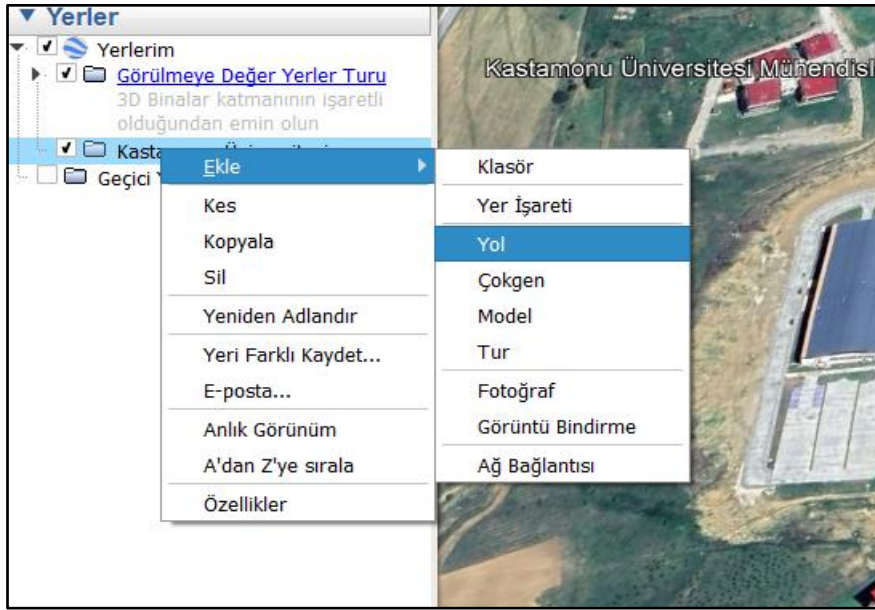 Yerler
Yerlerim
Görülmeye Değer Yerler Turu
3D Binalar katmanının işaretli
olduğundan emin olun
Geçici
Ekle
Kes
Kopyala
Sil
Yeniden Adlandır
Yeri Farklı Kaydet...
E-posta...
Anlık Görünüm
A'dan Z'ye sırala
Özellikler
Klasör
Yer İşareti
Yol
Çokgen
Model
Tur
Fotoğraf
Görüntü Bindirme
Ağ Bağlantısı
Kastamonu Üniversitesi